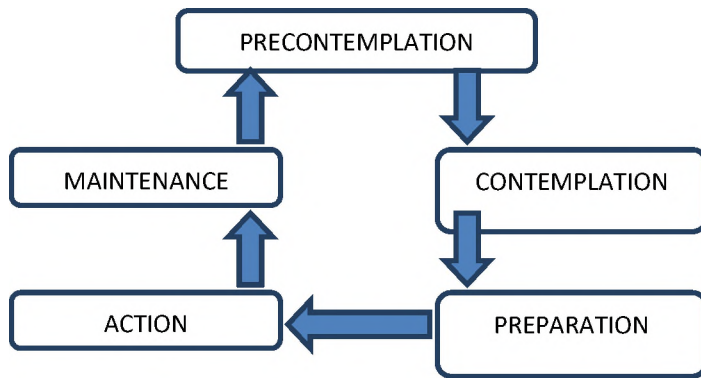 PRECONTEMPLATION
MAINTENANCE
CONTEMPLATION
ACTION
PREPARATION